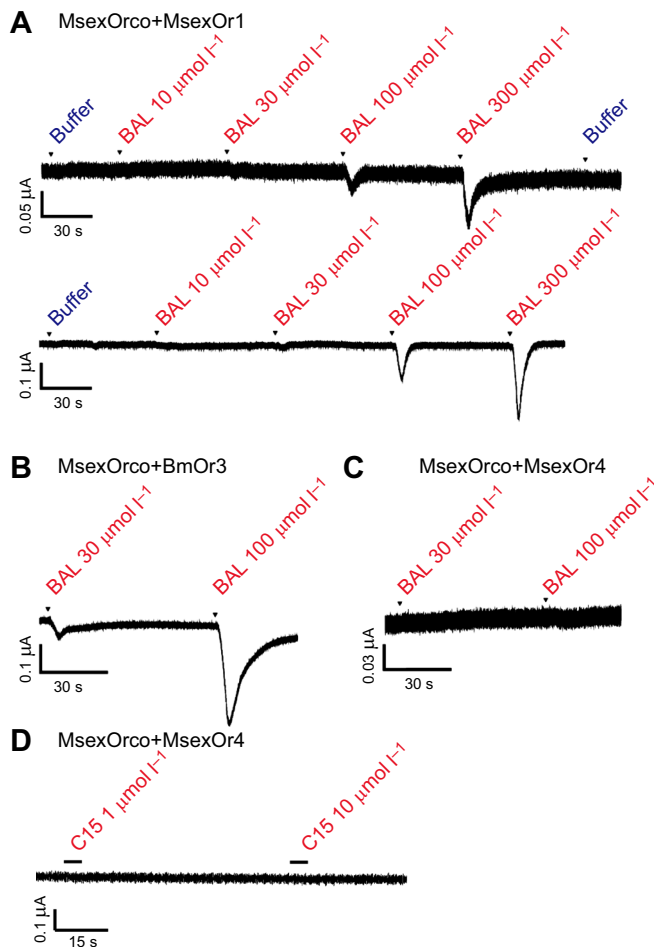 A MsexOrco+MsexOr1
Buffer
BAL 10 μmol l⁻¹
BAL 30 μmol l⁻¹
BAL 100 μmol l⁻¹
BAL 300 μmol l⁻¹
Buffer
0.05 μA
30 s
Buffer
BAL 10 μmol l⁻¹
BAL 30 μmol l⁻¹
BAL 100 μmol l⁻¹
BAL 300 μmol l⁻¹
0.1 μA
30 s
B MsexOrco+BmOr3
BAL 30 μmol l⁻¹
BAL 100 μmol l⁻¹
0.1 μA
30 s
C MsexOrco+MsexOr4
BAL 30 μmol l⁻¹
BAL 100 μmol l⁻¹
0.03 μA
30 s
D MsexOrco+MsexOr4
C15 1 μmol l⁻¹
C15 10 μmol l⁻¹
0.1 μA
15 s